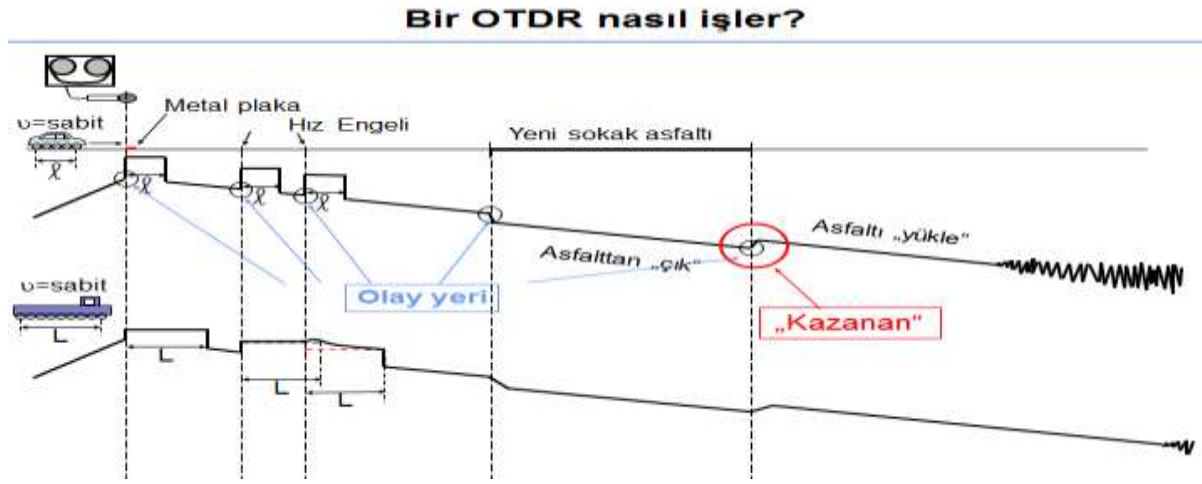 Bir OTDR nasıl işler?
Metal plaka
υ=sabit
Hız Engeli
Yeni sokak asfaltı
ℓ
ℓ
ℓ
ℓ
Asfaltı „yükle“
Asfalttan „çık“
υ=sabit
Olay yeri
„Kazanan“
L
L
L
L